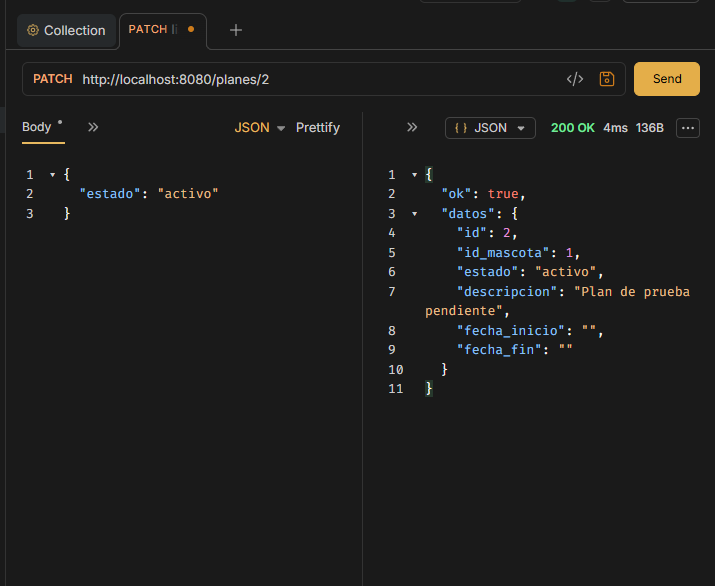 Collection
PATCH
PATCH http://localhost:8080/planes/2
Send
Body
JSON Prettify
{ } JSON
200 OK 4ms 136B
1 {
2 "estado": "activo"
3 }
1 {
2 "ok": true,
3 "datos": {
4 "id": 2,
5 "id_mascota": 1,
6 "estado": "activo",
7 "descripcion": "Plan de prueba
pendiente",
8 "fecha_inicio": "",
9 "fecha_fin": ""
10 }
11 }